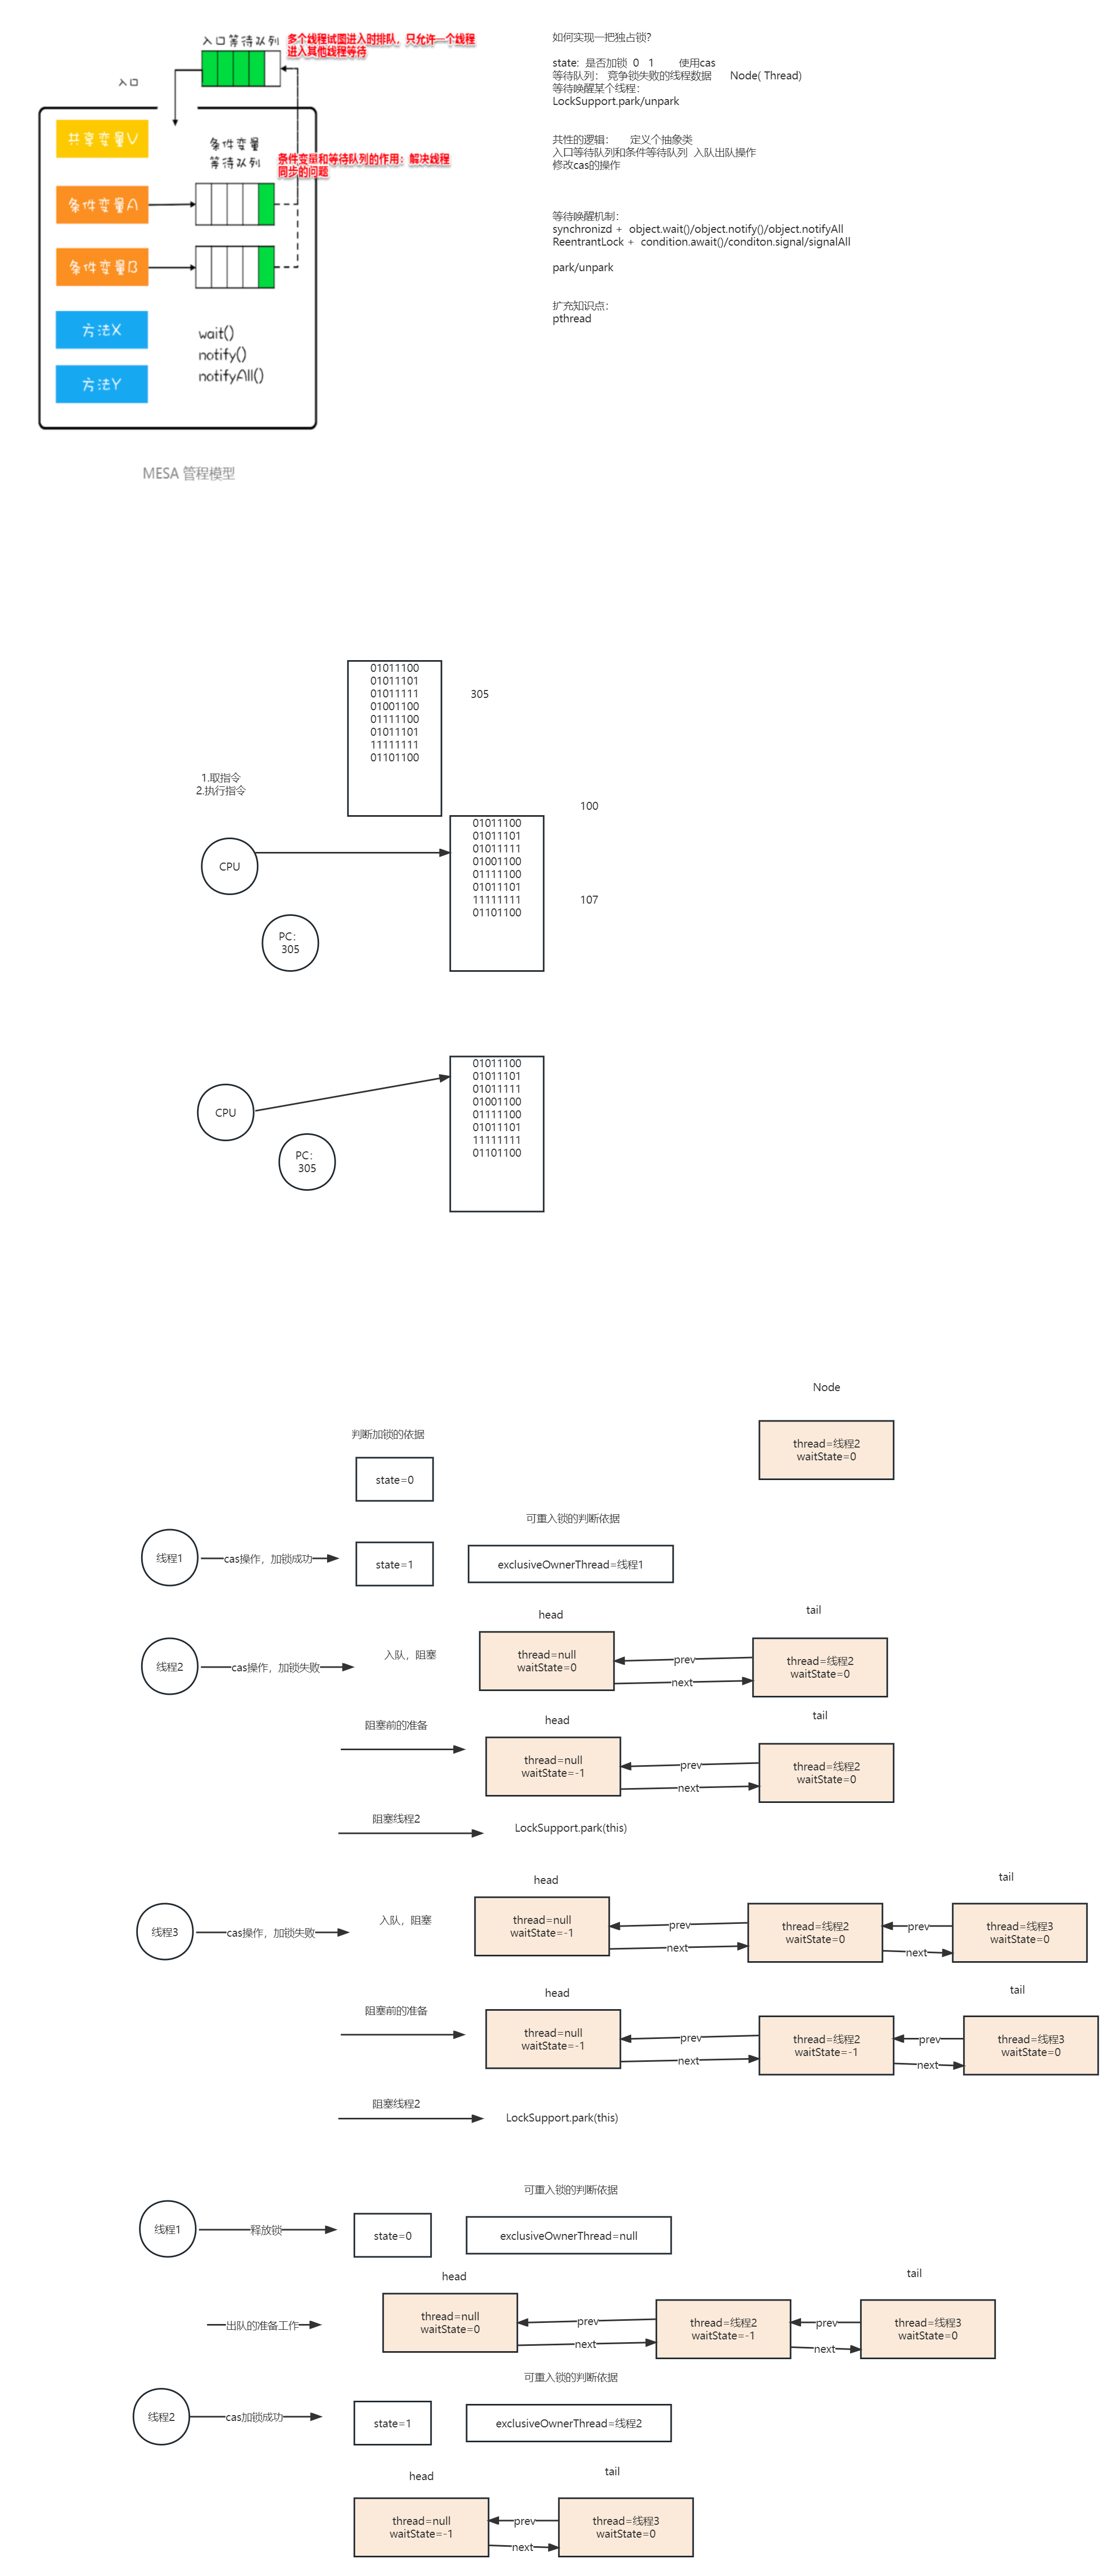 入口等待队列
多个线程试图进入时排队，只允许一个线程
进入其他线程等待
入口
共享变量V
条件变量
等待队列
条件变量和等待队列的作用：解决线程
同步的问题
条件变量A
条件变量B
方法X
方法Y
wait()
notify()
notifyAll()
MESA 管程模型
如何实现一把独占锁?
state: 是否加锁 0 1 使用cas
等待队列： 竞争锁失败的线程数据 Node( Thread)
等待唤醒某个线程：
LockSupport.park/unpark
共性的逻辑： 定义个抽象类
入口等待队列和条件等待队列 入队出队操作
修改cas的操作
等待唤醒机制：
synchronizd + object.wait()/object.notify()/object.notifyAll
ReentrantLock + condition.await()/conditon.signal/signalAll
park/unpark
扩充知识点：
pthread
01011100
01011101
01011111
01001100
01111100
01011101
11111111
01101100
305
1.取指令
2.执行指令
100
CPU
01011100
01011101
01011111
01001100
01111100
01011101
11111111
01101100
107
PC：
305
CPU
01011100
01011101
01011111
01001100
01111100
01011101
11111111
01101100
PC：
305
Node
thread=线程2
waitState=0
判断加锁的依据
state=0
可重入锁的判断依据
线程1
cas操作，加锁成功
state=1
exclusiveOwnerThread=线程1
head
tail
线程2
cas操作，加锁失败
入队，阻塞
thread=null
waitState=0
prev
next
thread=线程2
waitState=0
阻塞前的准备
head
tail
thread=null
waitState=-1
prev
next
thread=线程2
waitState=0
阻塞线程2
LockSupport.park(this)
head
tail
线程3
cas操作，加锁失败
入队，阻塞
thread=null
waitState=-1
prev
next
thread=线程2
waitState=0
prev
next
thread=线程3
waitState=0
阻塞前的准备
head
tail
thread=null
waitState=-1
prev
next
thread=线程2
waitState=-1
prev
next
thread=线程3
waitState=0
阻塞线程2
LockSupport.park(this)
可重入锁的判断依据
线程1
释放锁
state=0
exclusiveOwnerThread=null
head
tail
出队的准备工作
thread=null
waitState=0
prev
next
thread=线程2
waitState=-1
prev
next
thread=线程3
waitState=0
可重入锁的判断依据
线程2
cas加锁成功
state=1
exclusiveOwnerThread=线程2
head
tail
thread=null
waitState=-1
prev
next
thread=线程3
waitState=0